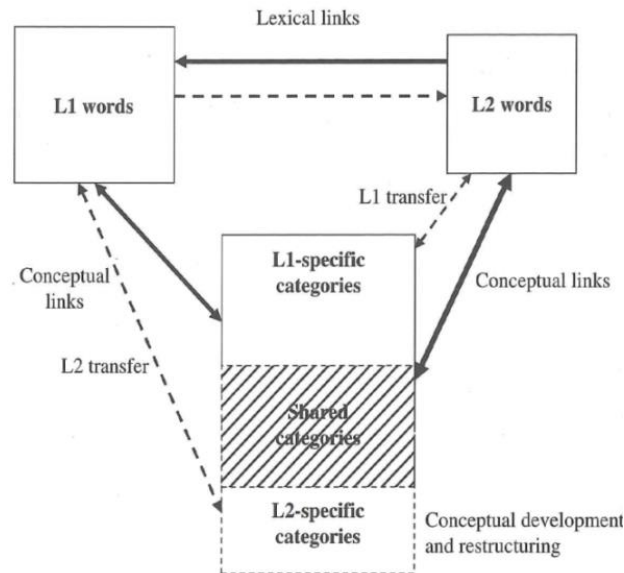 Lexical links
L1 words
L2 words
L1 transfer
L1-specific
categories
Conceptual
links
Conceptual links
L2 transfer
Shared
categories
L2-specific
categories
Conceptual development
and restructuring